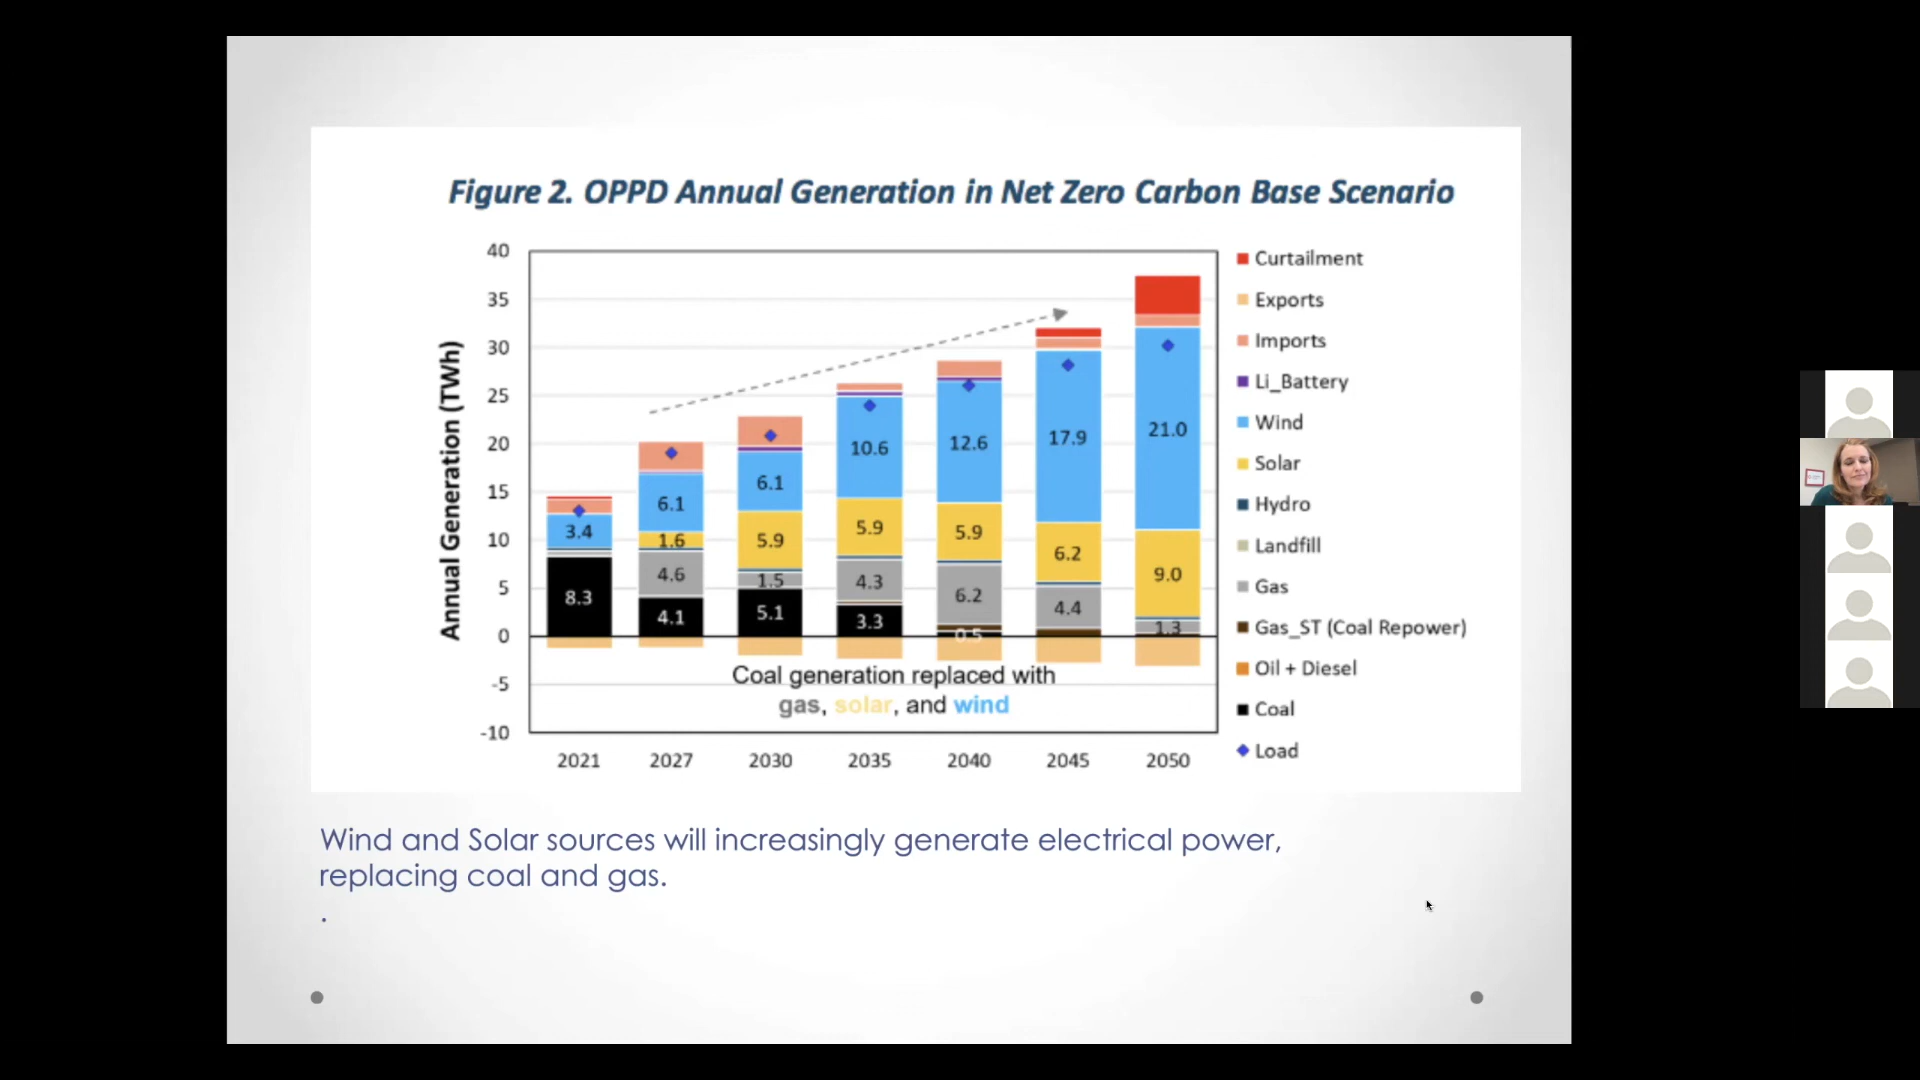 Figure 2. OPPD Annual Generation in Net Zero Carbon Base Scenario
Annual Generation (TWh)
40
35
30
25
20
15
10
5
0
-5
-10
3.4
8.3
6.1
1.6
4.6
4.1
6.1
5.9
1.5
5.1
10.6
5.9
4.3
3.3
12.6
5.9
6.2
0.5
17.9
6.2
4.4
21.0
9.0
1.3
Coal generation replaced with
gas, solar, and wind
2021 2027 2030 2035 2040 2045 2050
Curtailment
Exports
Imports
Li_Battery
Wind
Solar
Hydro
Landfill
Gas
Gas_ST (Coal Repower)
Oil + Diesel
Coal
Load
Wind and Solar sources will increasingly generate electrical power,
replacing coal and gas.
.